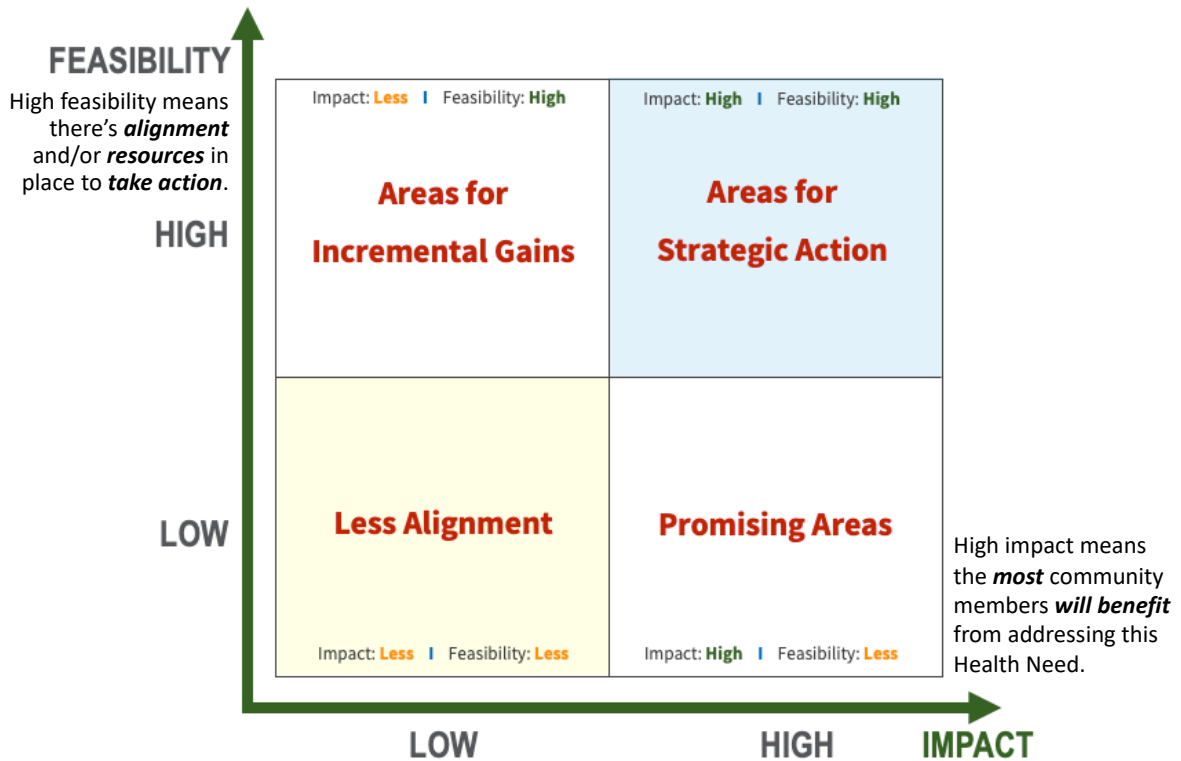 FEASIBILITY
High feasibility means
there's alignment
and/or resources in
place to take action.
HIGH
LOW
Impact: Less I Feasibility: High
Areas for
Incremental Gains
Impact: High I Feasibility: High
Areas for
Strategic Action
Less Alignment
Impact: Less I Feasibility: Less
Promising Areas
Impact: High I Feasibility: Less
High impact means
the most community
members will benefit
from addressing this
Health Need.
LOW
HIGH
IMPACT